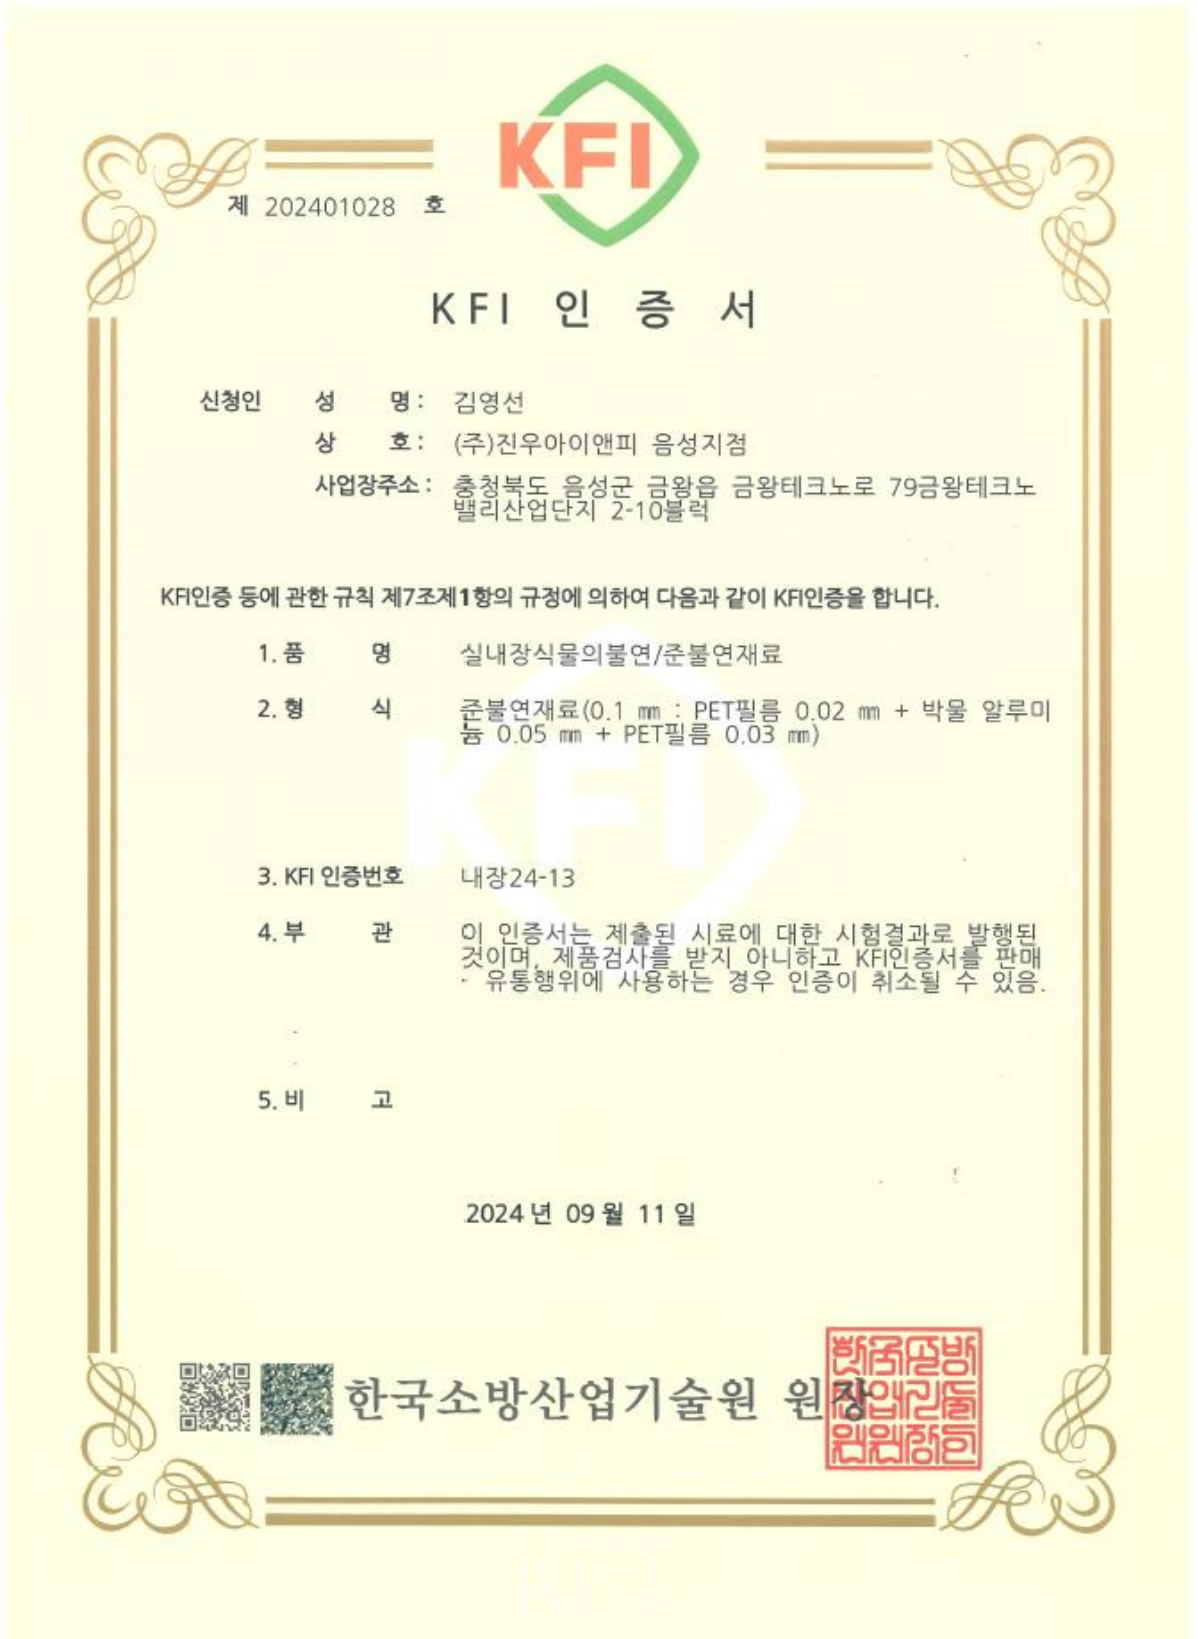 KFI
제 202401028 호
KFI 인 증 서
신청인 성 명 : 김영선
상 호 : (주)진우아이앤피 음성지점
사업장주소 : 충청북도 음성군 금왕읍 금왕테크노로 79금왕테크노
밸리산업단지 2-10블럭
KFI인증 등에 관한 규칙 제7조제1항의 규정에 의하여 다음과 같이 KFI인증을 합니다.
1. 품 명 실내장식물의불연/준불연재료
2. 형 식 준불연재료(0.1 ㎜ : PET필름 0.02 ㎜ + 박물 알루미
늄 0.05 ㎜ + PET필름 0.03 ㎜)
KFI
3. KFI 인증번호 내장24-13
4. 부 관 이 인증서는 제출된 시료에 대한 시험결과로 발행된
것이며, 제품검사를 받지 아니하고 KFI인증서를 판매
· 유통행위에 사용하는 경우 인증이 취소될 수 있음.
5. 비 고
2024 년 09 월 11 일
한국소방산업기술원 원장